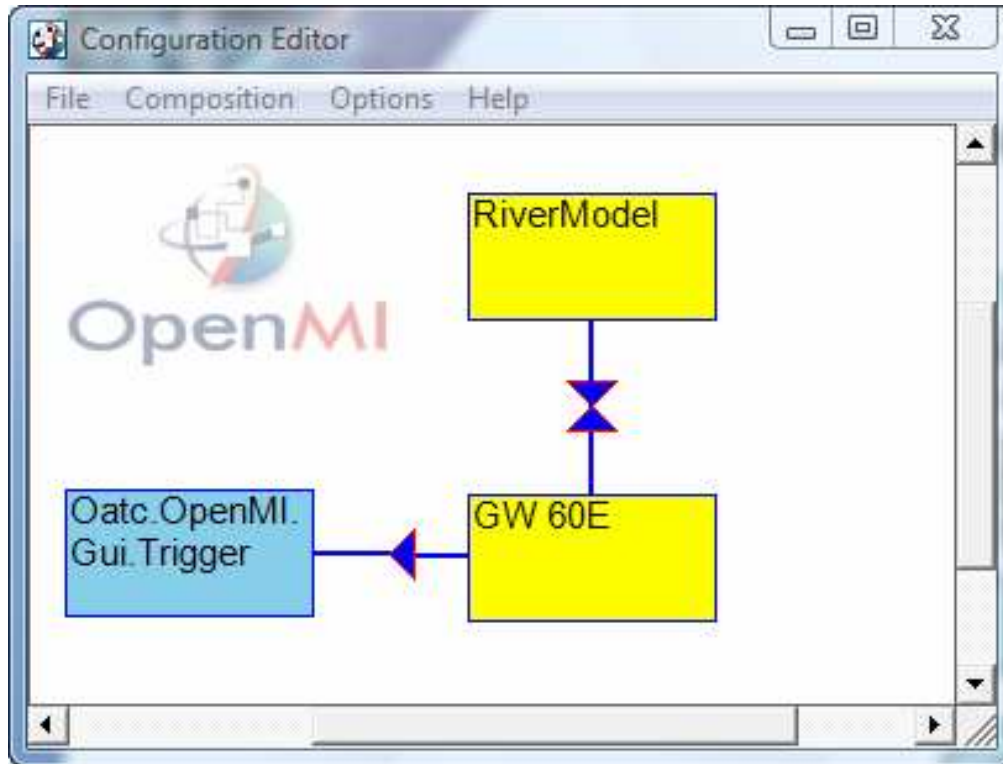 Configuration Editor
File Composition Options Help
OpenMI
RiverModel
Oatc.OpenMI.
Gui.Trigger
GW 60E